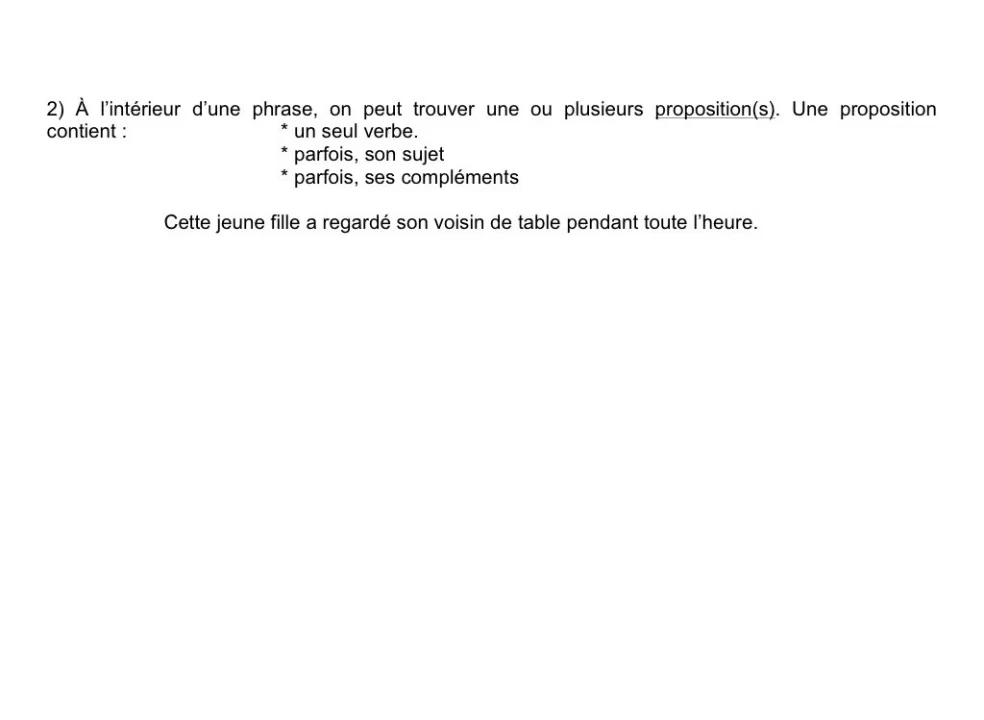 2) À l’intérieur d’une phrase, on peut trouver une ou plusieurs proposition(s). Une proposition
contient : * un seul verbe.
* parfois, son sujet
* parfois, ses compléments
Cette jeune fille a regardé son voisin de table pendant toute l’heure.